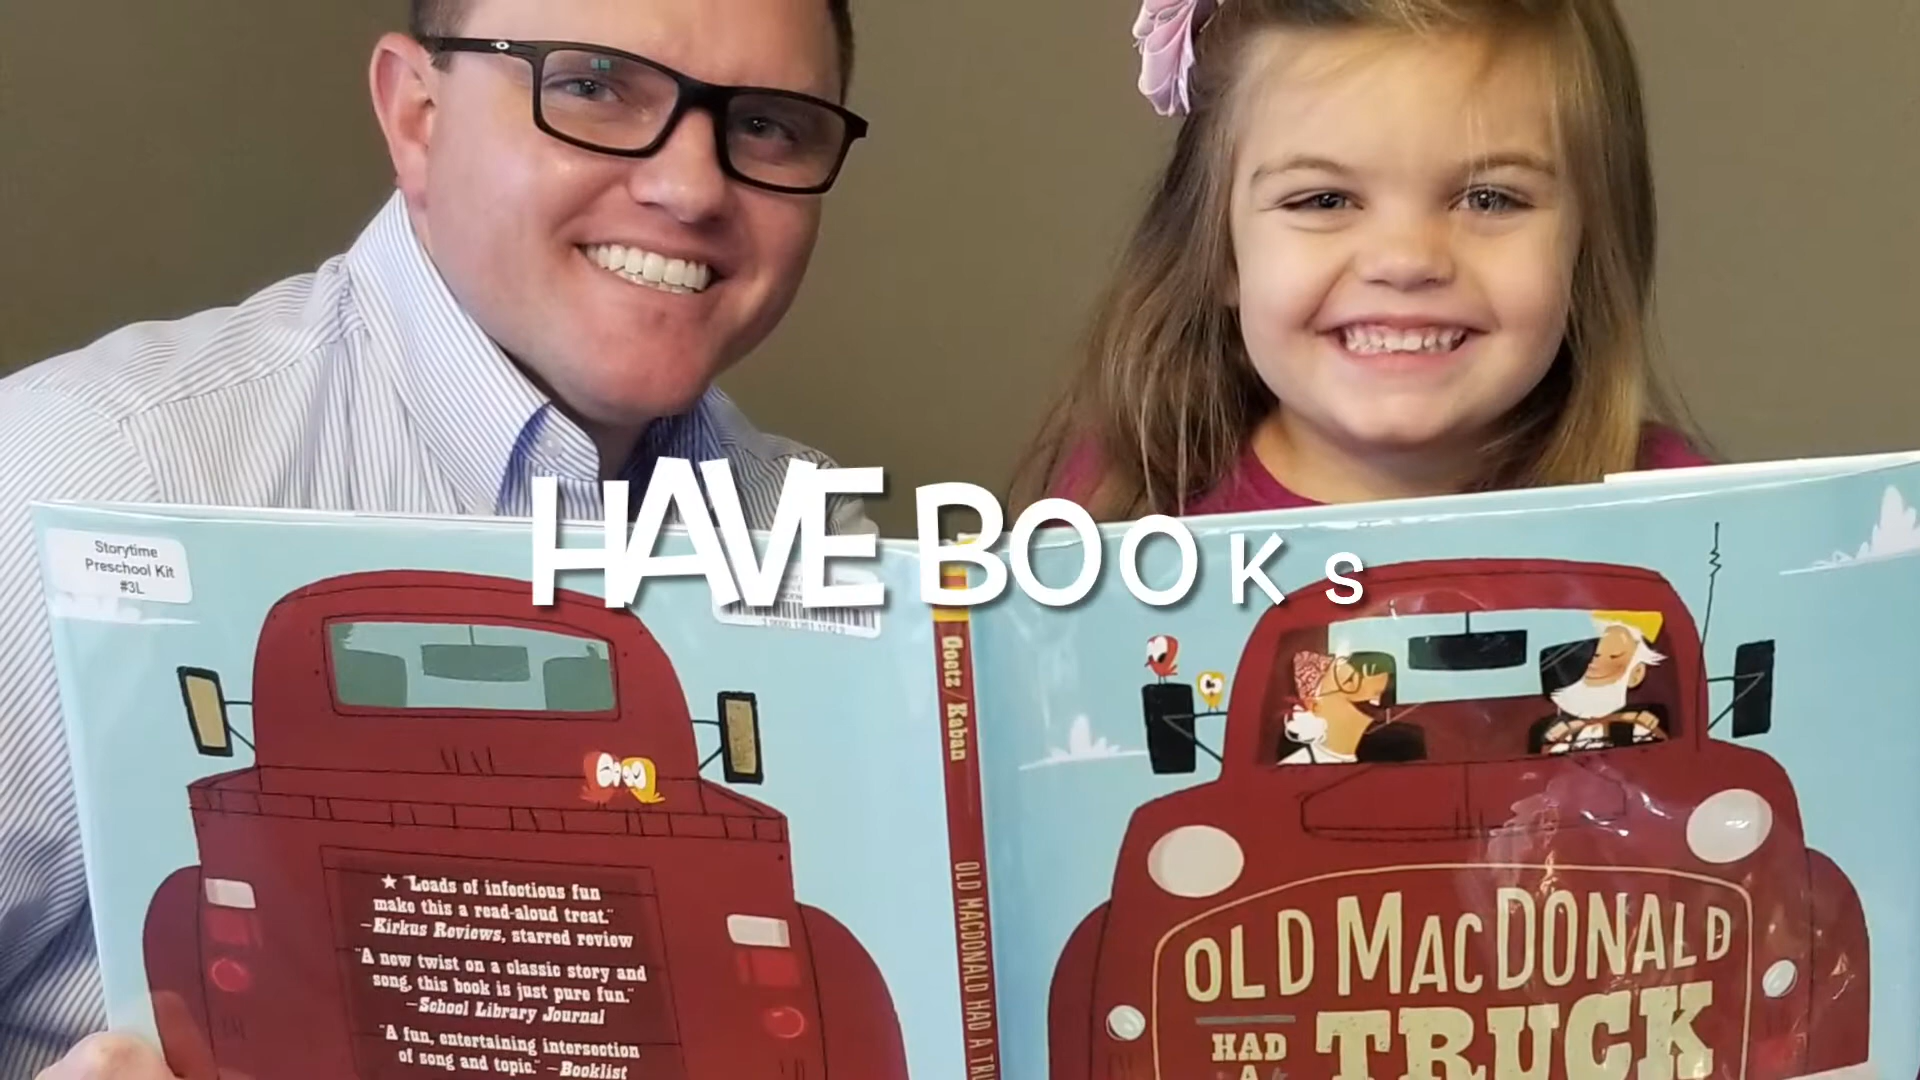 HAVE BOOKS
Storytime
Preschool Kit
#3L
★ "Loads of infectious fun
make this a read-aloud treat."
—Kirkus Reviews, starred review
"A new twist on a classic story and
song, this book is just pure fun."
—School Library Journal
"A fun, entertaining intersection
of song and topic." —Booklist
Goetz / Kaban
OLD MACDONALD HAD A
OLD MACDONALD
HAD
A
TRUCK